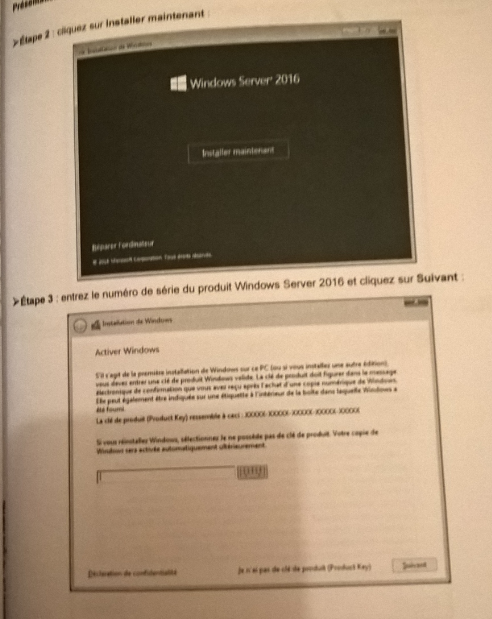 ➢Étape 2 : cliquez sur Installer maintenant :
Installation de Windows
Windows Server® 2016
Installer maintenant
Réparer l'ordinateur
© 2016 Microsoft Corporation. Tous droits réservés.
➢Étape 3 : entrez le numéro de série du produit Windows Server 2016 et cliquez sur Suivant :
Installation de Windows
Activer Windows
S'il s'agit de la première installation de Windows sur ce PC (ou si vous installez une autre édition),
vous devez entrer une clé de produit Windows valide. La clé de produit doit figurer dans le message
électronique de confirmation que vous avez reçu après l'achat d'une copie numérique de Windows.
Elle peut également être indiquée sur une étiquette à l'intérieur de la boîte dans laquelle Windows a
été fourni.
La clé de produit (Product Key) ressemble à ceci : XXXXX-XXXXX-XXXXX-XXXXX-XXXXX
Si vous réinstallez Windows, sélectionnez Je ne possède pas de clé de produit. Votre copie de
Windows sera activée automatiquement ultérieurement.
Déclaration de confidentialité
Je n'ai pas de clé de produit (Product Key)
Suivant